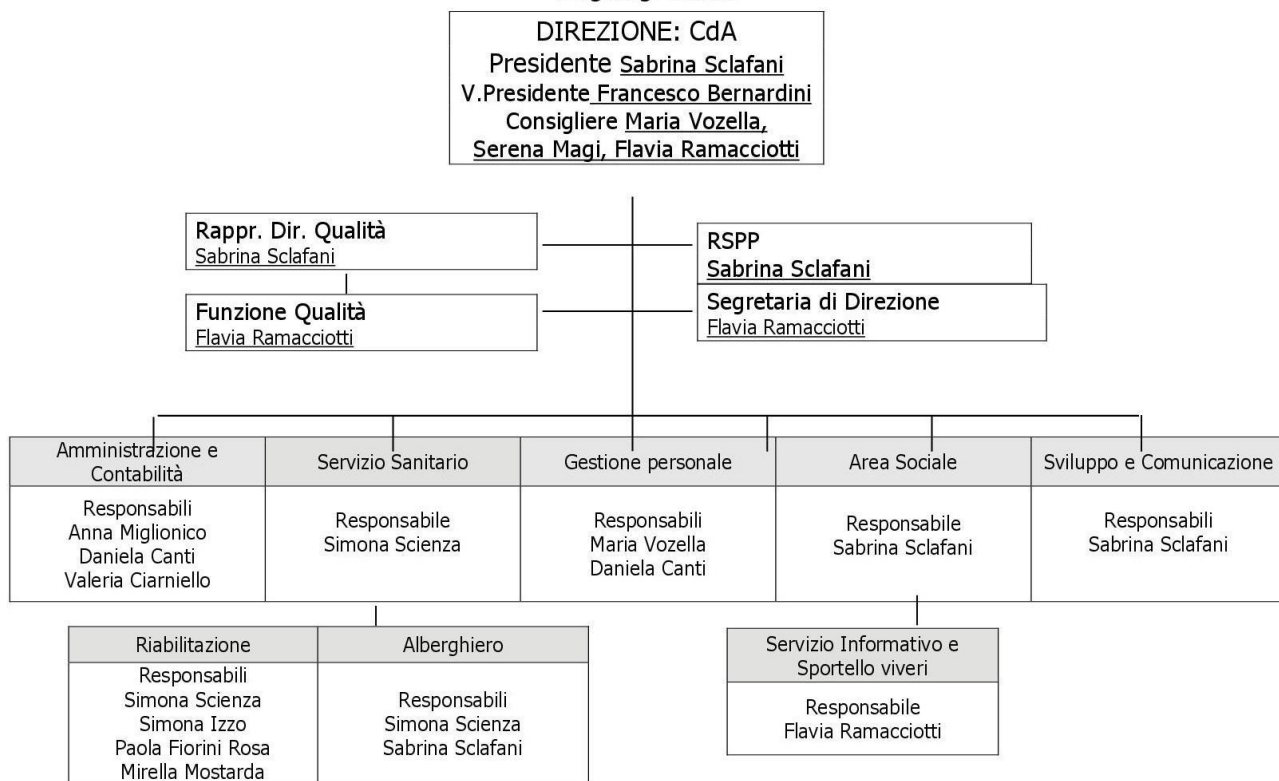 DIREZIONE: CdA
Presidente Sabrina Sclafani
V.Presidente Francesco Bernardini
Consigliere Maria Vozella,
Serena Magi, Flavia Ramacciotti
Rappr. Dir. Qualità
Sabrina Sclafani
RSPP
Sabrina Sclafani
Funzione Qualità
Flavia Ramacciotti
Segretaria di Direzione
Flavia Ramacciotti
Amministrazione e
Contabilità
Responsabili
Anna Miglionico
Daniela Canti
Valeria Ciarniello
Servizio Sanitario
Responsabile
Simona Scienza
Gestione personale
Responsabili
Maria Vozella
Daniela Canti
Area Sociale
Responsabile
Sabrina Sclafani
Sviluppo e Comunicazione
Responsabili
Sabrina Sclafani
Riabilitazione
Responsabili
Simona Scienza
Simona Izzo
Paola Fiorini Rosa
Mirella Mostarda
Alberghiero
Responsabili
Simona Scienza
Sabrina Sclafani
Servizio Informativo e
Sportello viveri
Responsabile
Flavia Ramacciotti